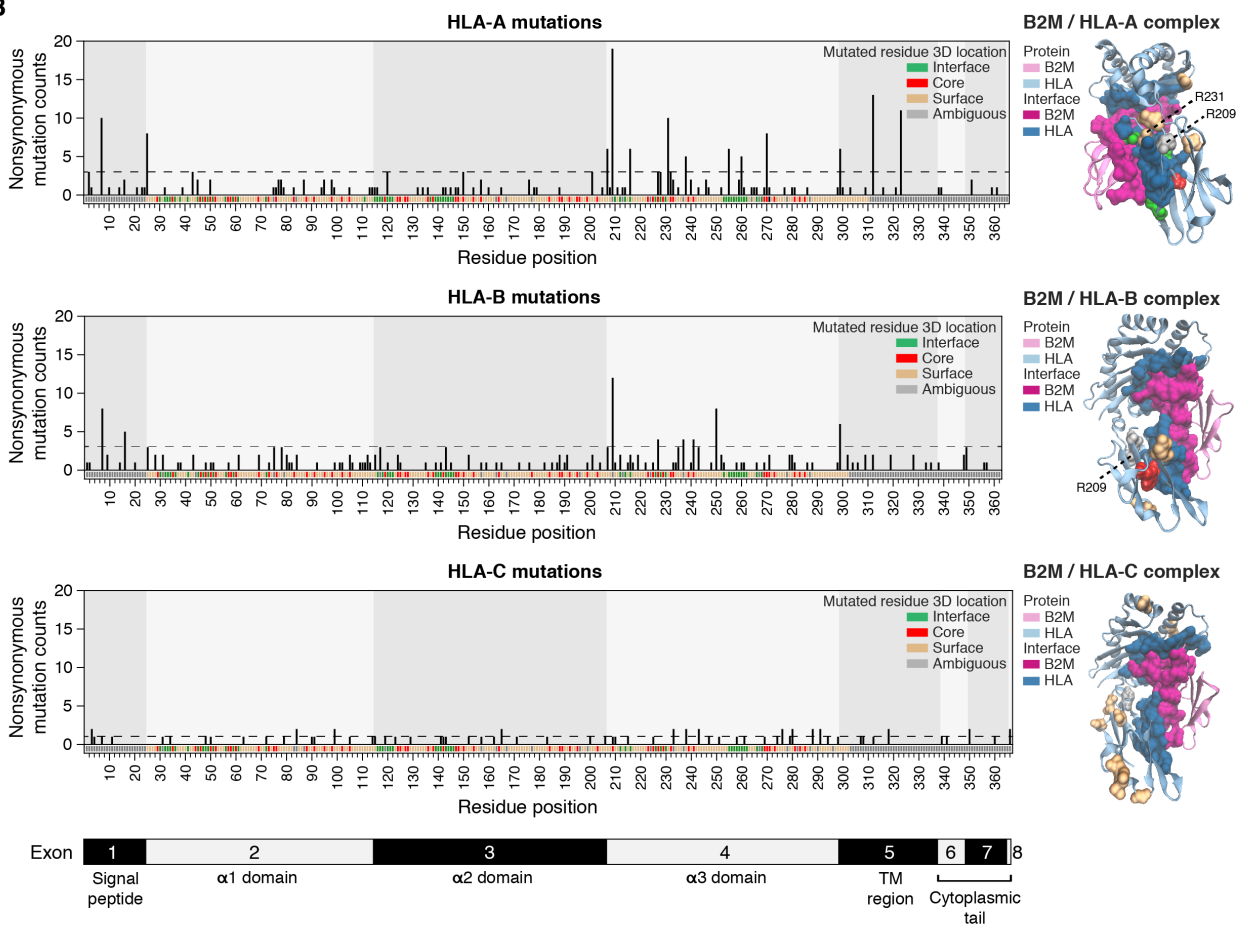 B
HLA-A mutations
B2M / HLA-A complex
Nonsynonymous
mutation counts
20
15
10
5
0
Mutated residue 3D location
Interface
Core
Surface
Ambiguous
10 20 30 40 50 60 70 80 90 100 110 120 130 140 150 160 170 180 190 200 210 220 230 240 250 260 270 280 290 300 310 320 330 340 350 360
Residue position
Protein
B2M
HLA
Interface
B2M
HLA
R231
R209
HLA-B mutations
B2M / HLA-B complex
Nonsynonymous
mutation counts
20
15
10
5
0
Mutated residue 3D location
Interface
Core
Surface
Ambiguous
10 20 30 40 50 60 70 80 90 100 110 120 130 140 150 160 170 180 190 200 210 220 230 240 250 260 270 280 290 300 310 320 330 340 350 360
Residue position
Protein
B2M
HLA
Interface
B2M
HLA
R209
HLA-C mutations
B2M / HLA-C complex
Nonsynonymous
mutation counts
20
15
10
5
0
Mutated residue 3D location
Interface
Core
Surface
Ambiguous
10 20 30 40 50 60 70 80 90 100 110 120 130 140 150 160 170 180 190 200 210 220 230 240 250 260 270 280 290 300 310 320 330 340 350 360
Residue position
Protein
B2M
HLA
Interface
B2M
HLA
Exon 1 2 3 4 5 6 7 8
Signal
peptide
α1 domain
α2 domain
α3 domain
TM
region
Cytoplasmic
tail